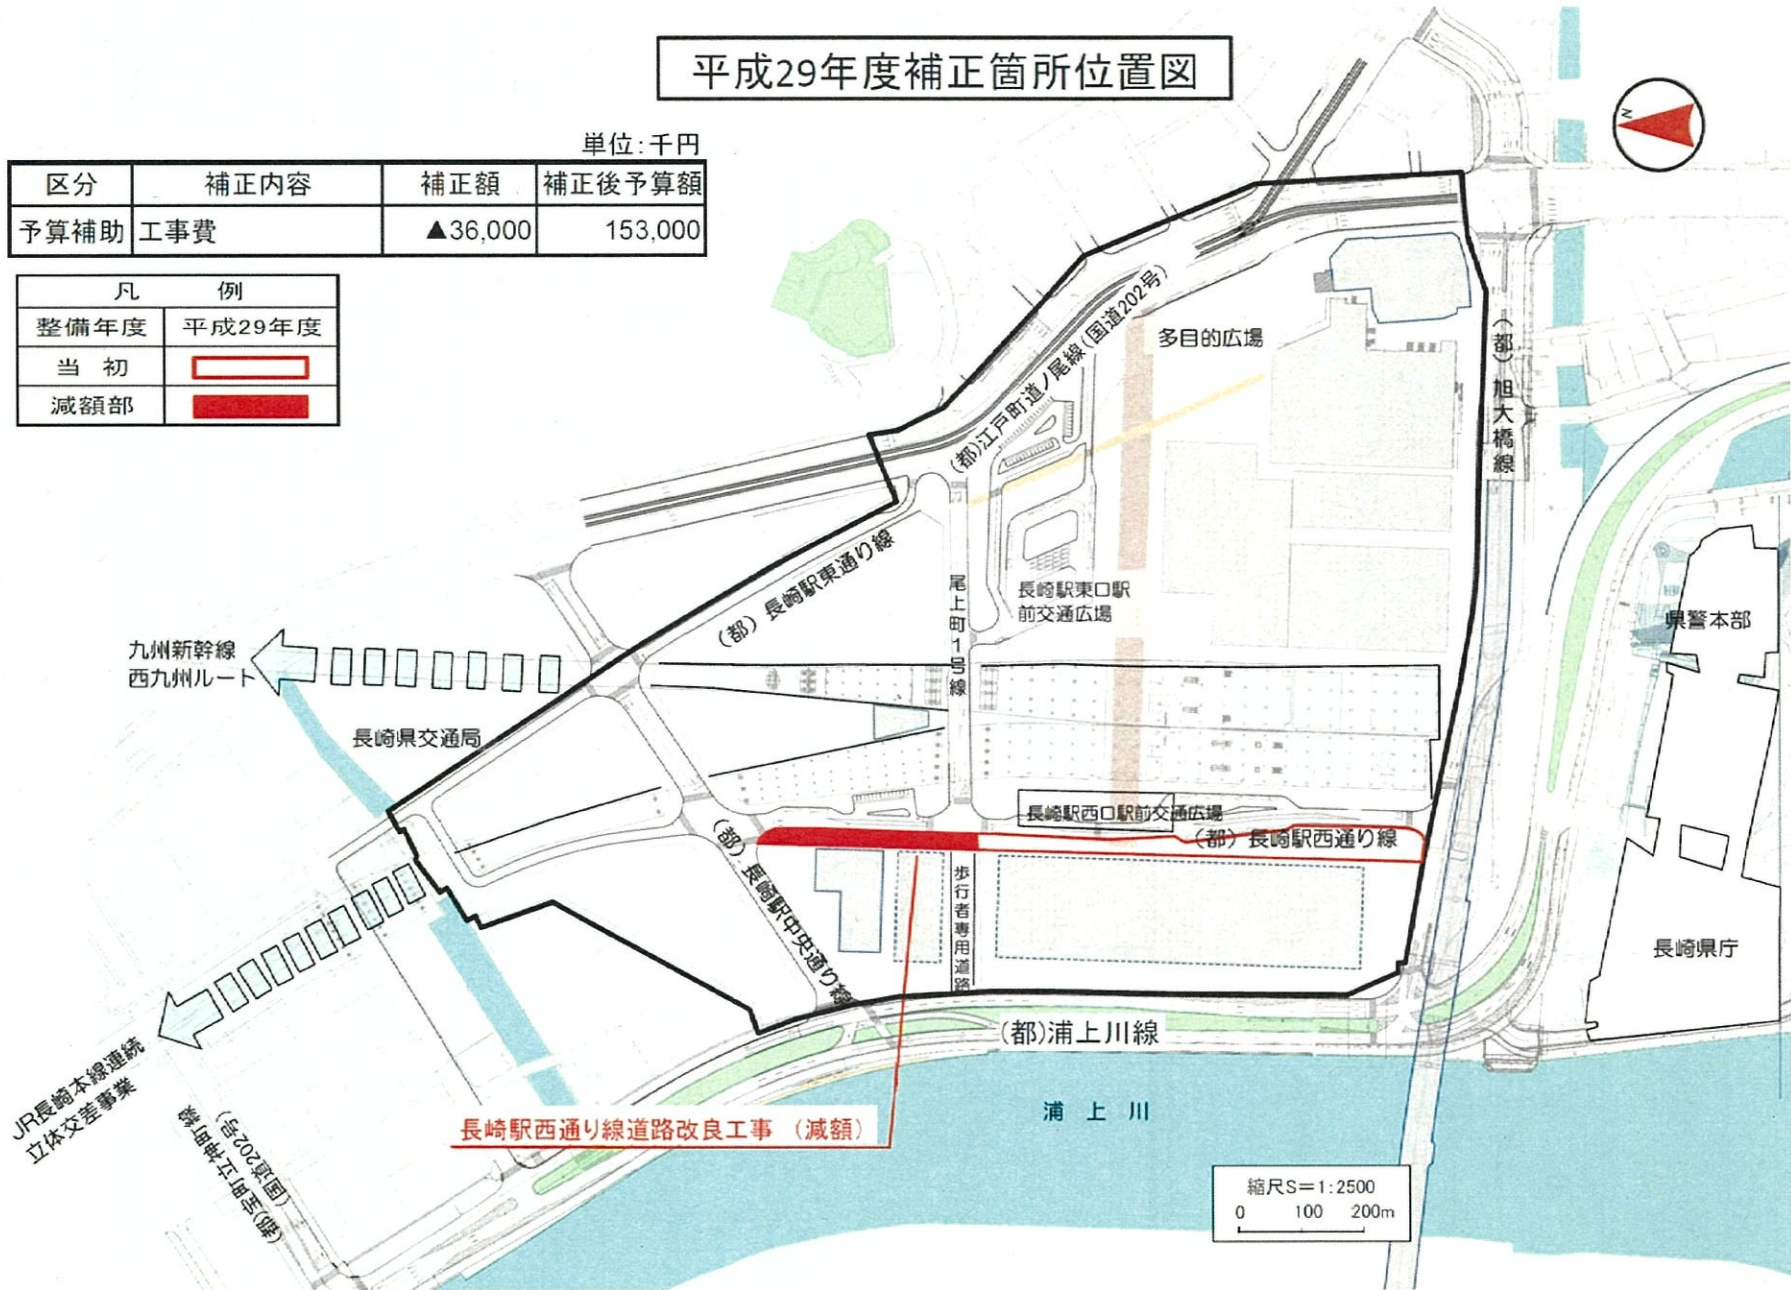 平成29年度補正箇所位置図
N
単位：千円
区分 補正内容 補正額 補正後予算額
予算補助 工事費 ▲36,000 153,000
凡 例
整備年度 平成29年度
当 初
減額部
多目的広場
(都)江戸町道ノ尾線(国道202号)
(都) 旭大橋線
(都) 長崎駅東通り線
尾上町1号線
長崎駅東口駅
前交通広場
県警本部
九州新幹線
西九州ルート
長崎県交通局
長崎駅西口駅前交通広場
(都) 長崎駅西通り線
(都) 長崎駅中央通り線
歩行者専用道路
長崎県庁
(都)浦上川線
JR長崎本線連続
立体交差事業
(都)宝町立神町線
(国道202号)
長崎駅西通り線道路改良工事 (減額)
浦 上 川
縮尺S＝1:2500
0 100 200m